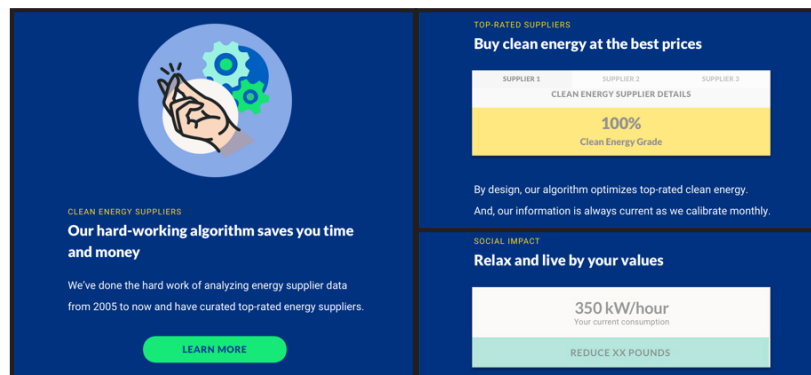 CLEAN ENERGY SUPPLIERS
Our hard-working algorithm saves you time
and money
We've done the hard work of analyzing energy supplier data
from 2005 to now and have curated top-rated energy suppliers.
LEARN MORE
TOP-RATED SUPPLIERS
Buy clean energy at the best prices
SUPPLIER 1 SUPPLIER 2 SUPPLIER 3
CLEAN ENERGY SUPPLIER DETAILS
100%
Clean Energy Grade
By design, our algorithm optimizes top-rated clean energy.
And, our information is always current as we calibrate monthly.
SOCIAL IMPACT
Relax and live by your values
350 kW/hour
Your current consumption
REDUCE XX POUNDS